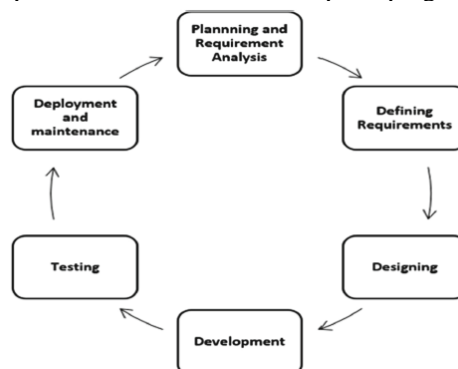 Plannning and
Requirement
Analysis
Defining
Requirements
Designing
Development
Testing
Deployment
and
maintenance